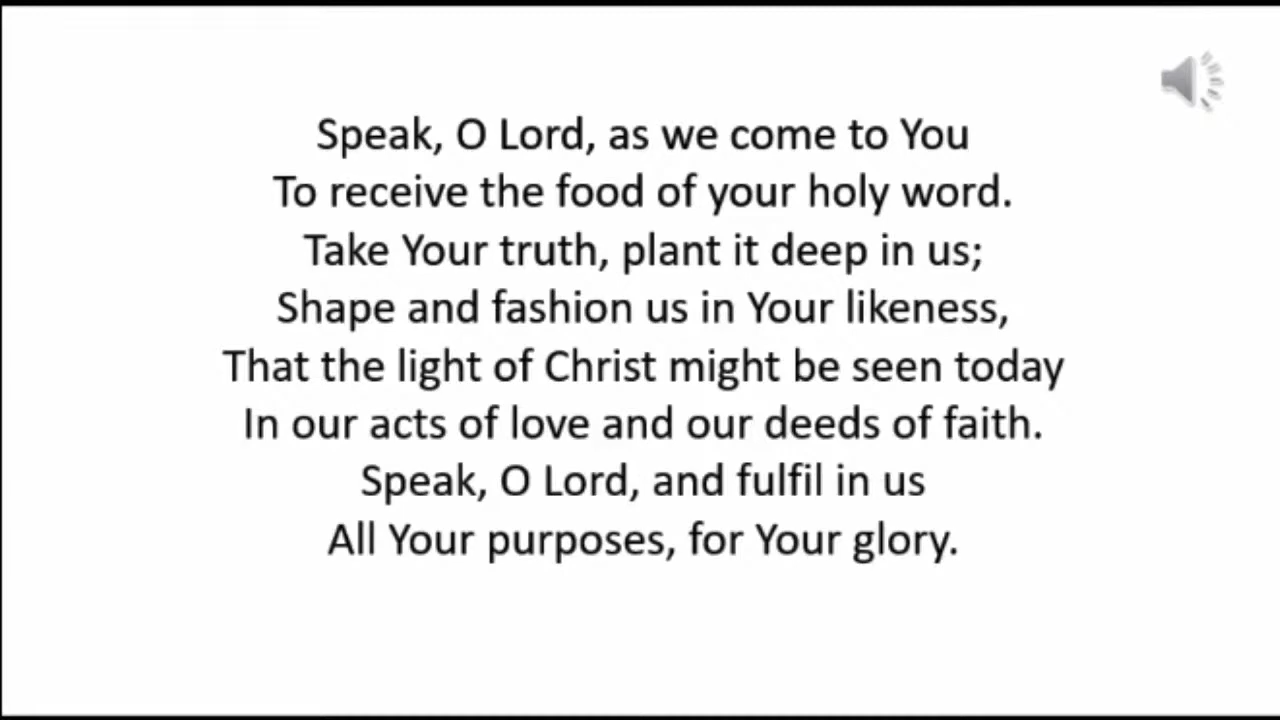 Speak, O Lord, as we come to You
To receive the food of your holy word.
Take Your truth, plant it deep in us;
Shape and fashion us in Your likeness,
That the light of Christ might be seen today
In our acts of love and our deeds of faith.
Speak, O Lord, and fulfil in us
All Your purposes, for Your glory.